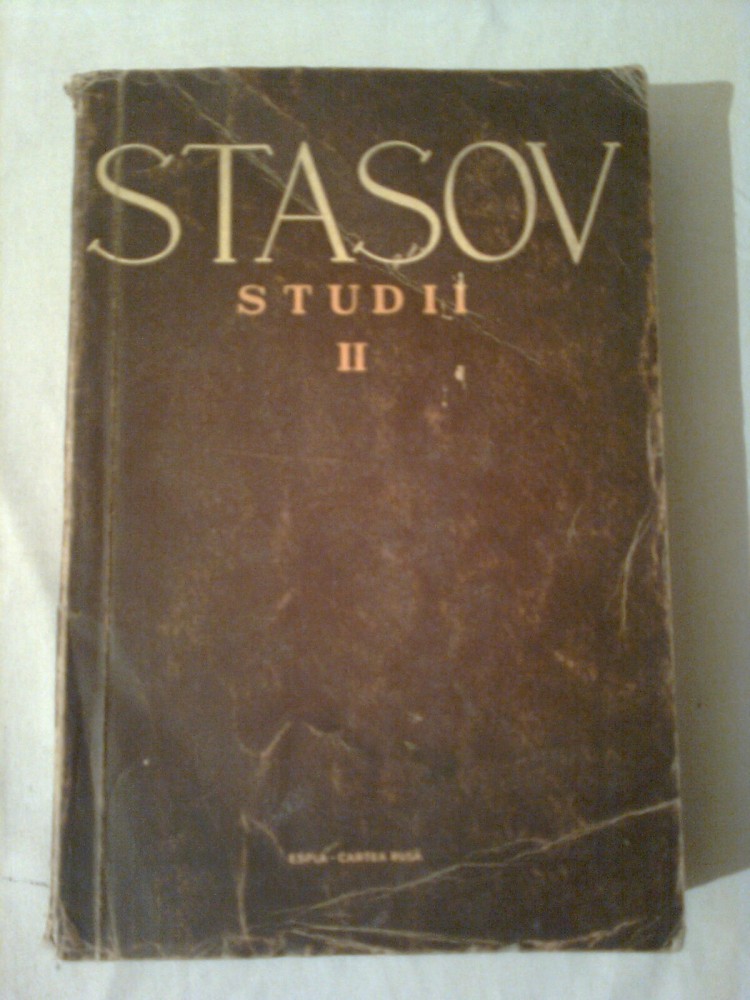 STASOV
STUDII
II
ESPLA - CARTEA RUSĂ